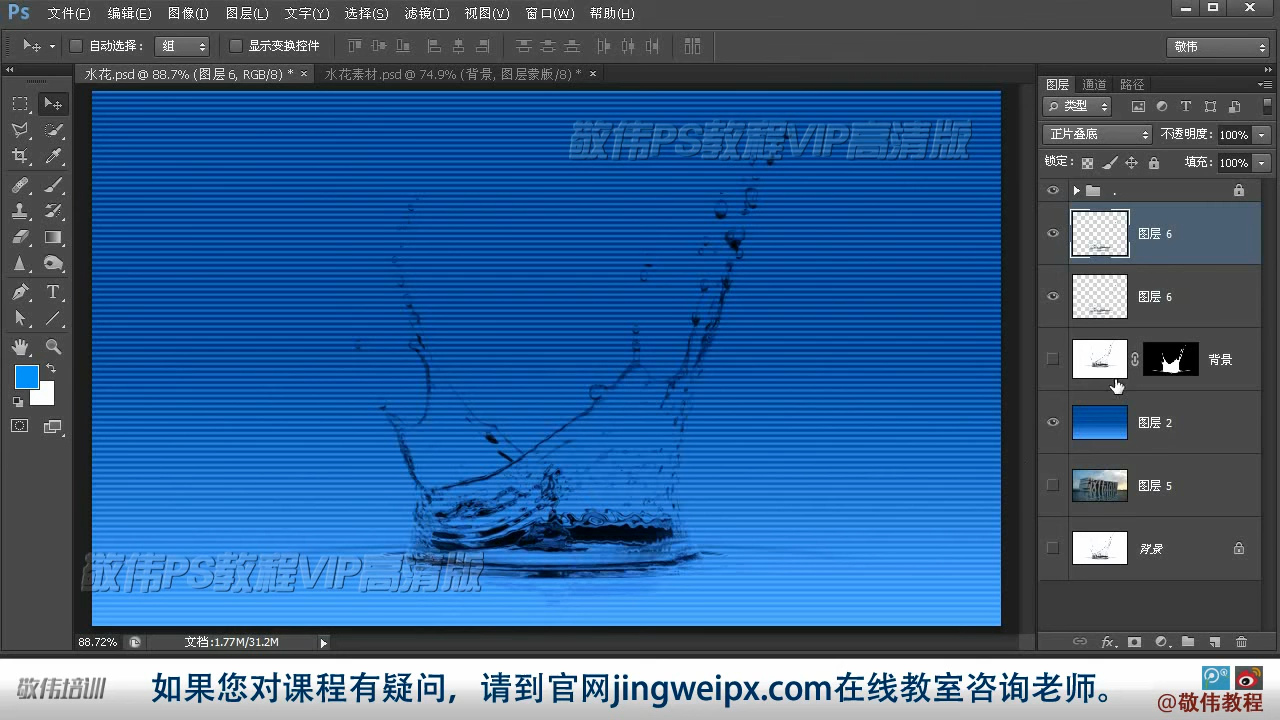 Ps 文件(F) 编辑(E) 图像(I) 图层(L) 文字(Y) 选择(S) 滤镜(T) 视图(V) 窗口(W) 帮助(H)
自动选择： 组 显示变换控件 敬伟
水花.psd @ 88.7% (图层 6, RGB/8) * × 水花素材.psd @ 74.9% (背景, 图层蒙版/8) * ×
图层 通道 路径
类型
不透明度: 100%
锁定: 填充: 100%
敬伟PS教程VIP高清版
.
图层 6
图层 6
背景
图层 2
图层 5
背景
敬伟PS教程VIP高清版
88.72% 文档:1.77M/31.2M
敬伟培训
如果您对课程有疑问，请到官网jingweipx.com在线教室咨询老师。
@敬伟教程